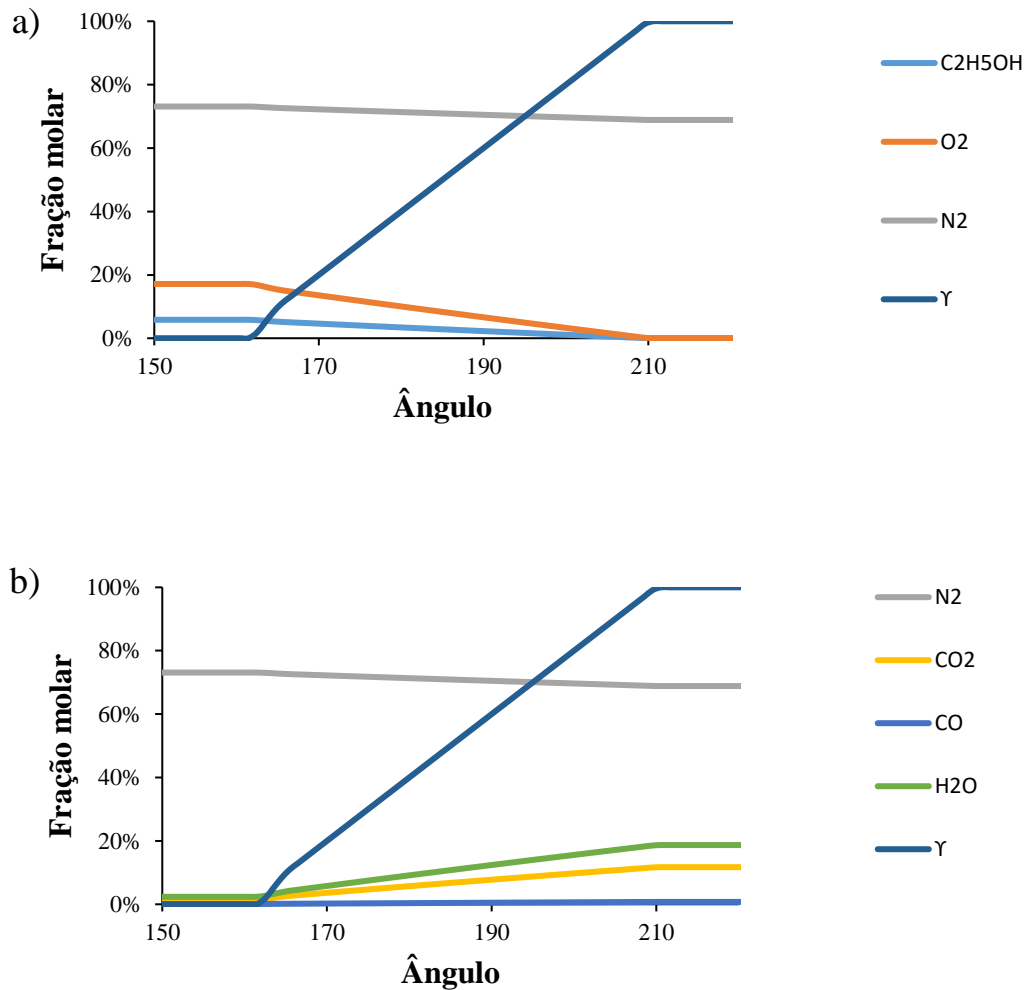 a)
100%
80%
60%
40%
20%
0%
Fração molar
150
170
190
210
Ângulo
C2H5OH
O2
N2
ϒ
b)
100%
80%
60%
40%
20%
0%
Fração molar
150
170
190
210
Ângulo
N2
CO2
CO
H2O
ϒ